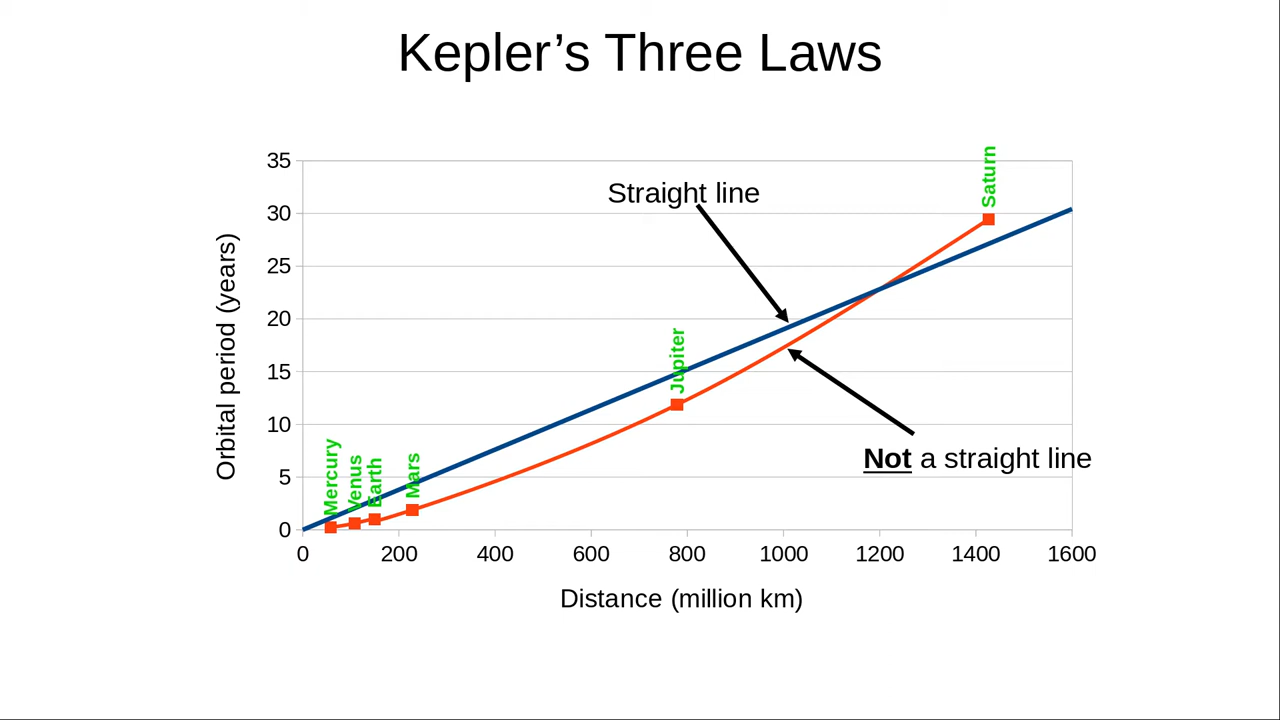 Kepler’s Three Laws
Orbital period (years)
35
30
25
20
15
10
5
0
Straight line
Not a straight line
Mercury
Venus
Earth
Mars
Jupiter
Saturn
0 200 400 600 800 1000 1200 1400 1600
Distance (million km)